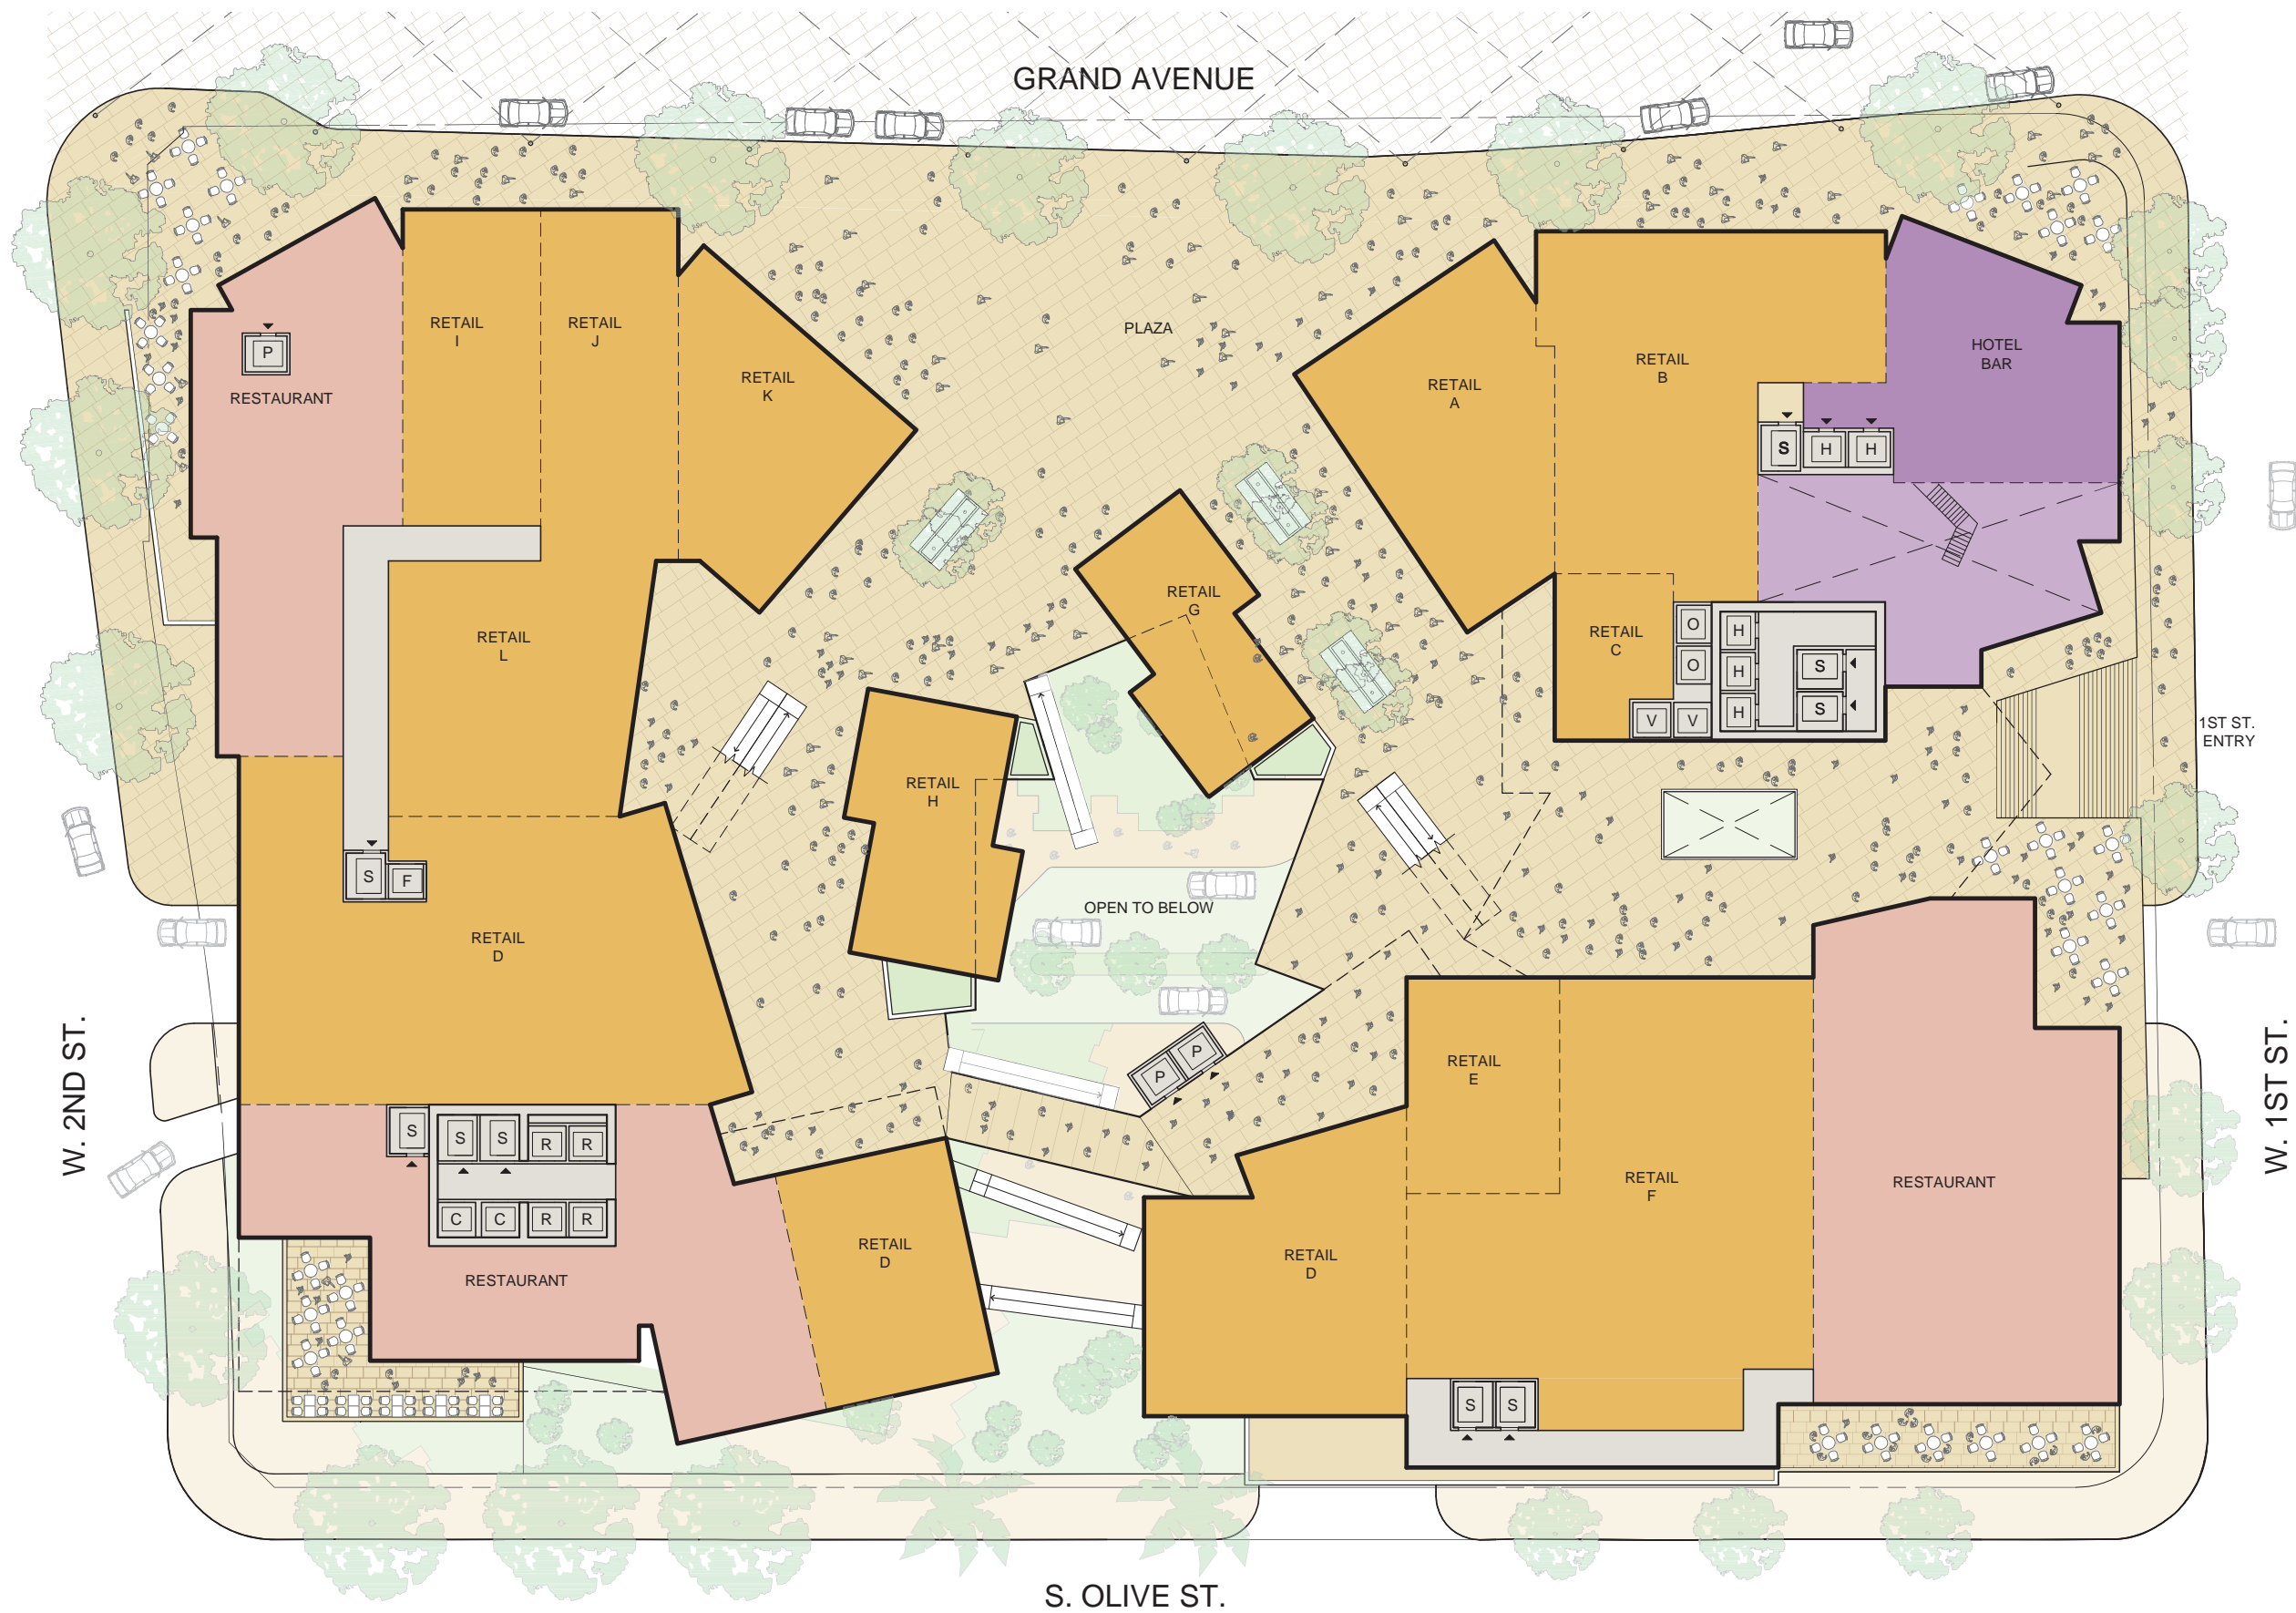 GRAND AVENUE
RETAIL
I
RETAIL
J
RETAIL
K
P
RESTAURANT
PLAZA
RETAIL
A
RETAIL
B
HOTEL
BAR
S
H
H
RETAIL
L
RETAIL
G
RETAIL
C
O
O
H
H
H
S
S
V
V
1ST ST.
ENTRY
RETAIL
H
S
F
OPEN TO BELOW
RETAIL
D
W. 2ND ST.
W. 1ST ST.
P
P
RETAIL
E
S
S
S
R
R
C
C
R
R
RETAIL
F
RESTAURANT
RETAIL
D
RETAIL
D
RESTAURANT
S
S
S. OLIVE ST.